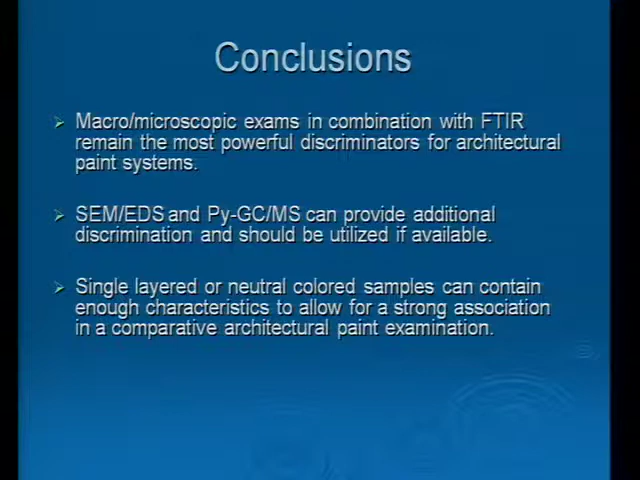 Conclusions
Macro/microscopic exams in combination with FTIR
remain the most powerful discriminators for architectural
paint systems.
SEM/EDS and Py-GC/MS can provide additional
discrimination and should be utilized if available.
Single layered or neutral colored samples can contain
enough characteristics to allow for a strong association
in a comparative architectural paint examination.